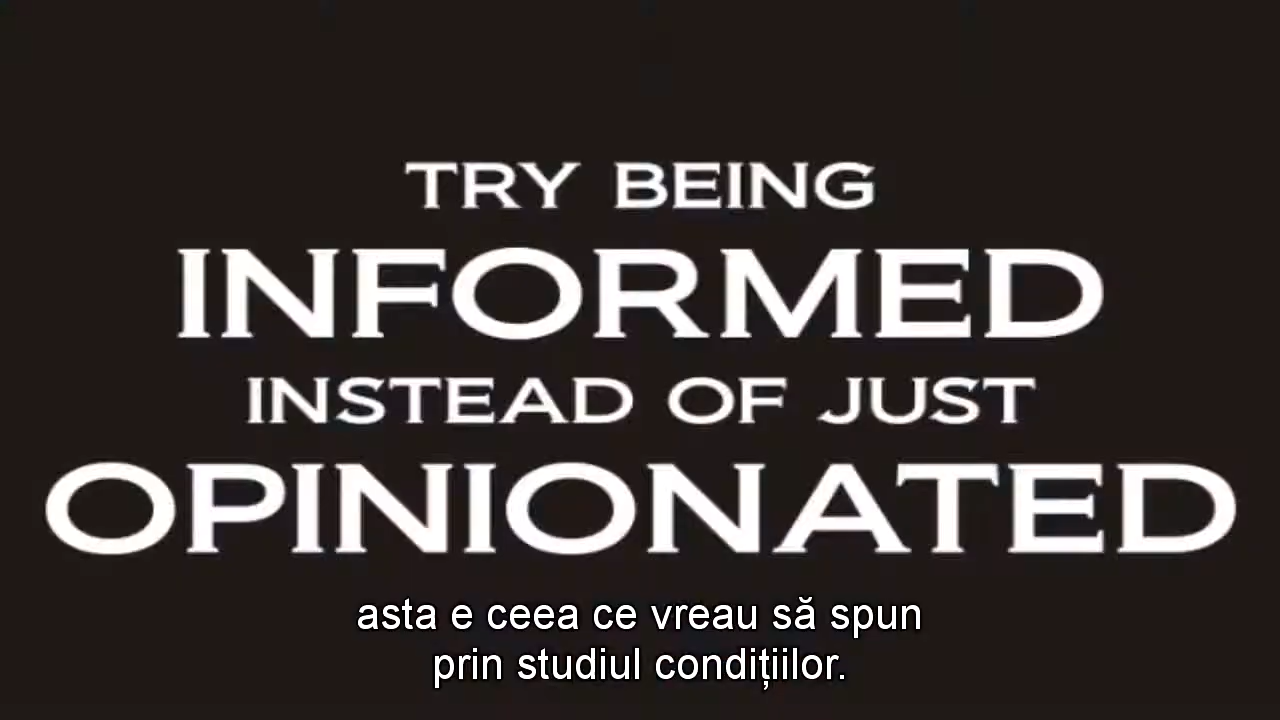 TRY BEING
INFORMED
INSTEAD OF JUST
OPINIONATED
asta e ceea ce vreau să spun
prin studiul condițiilor.